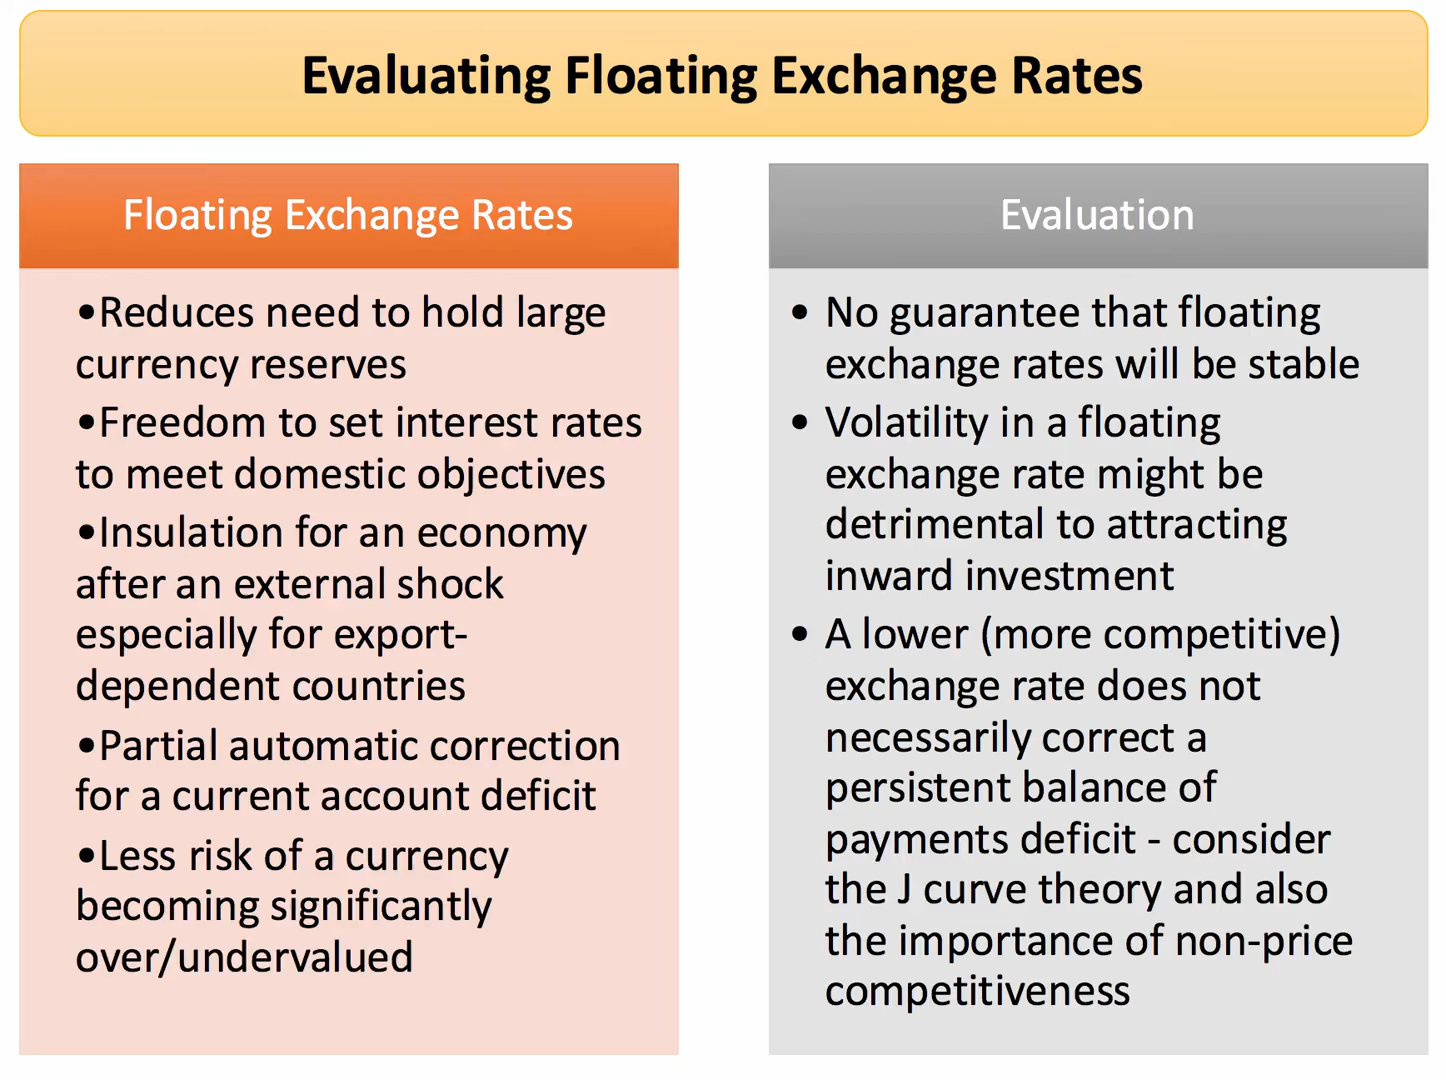 Evaluating Floating Exchange Rates
Floating Exchange Rates
•Reduces need to hold large
currency reserves
•Freedom to set interest rates
to meet domestic objectives
•Insulation for an economy
after an external shock
especially for export-
dependent countries
•Partial automatic correction
for a current account deficit
•Less risk of a currency
becoming significantly
over/undervalued
Evaluation
• No guarantee that floating
exchange rates will be stable
• Volatility in a floating
exchange rate might be
detrimental to attracting
inward investment
• A lower (more competitive)
exchange rate does not
necessarily correct a
persistent balance of
payments deficit - consider
the J curve theory and also
the importance of non-price
competitiveness